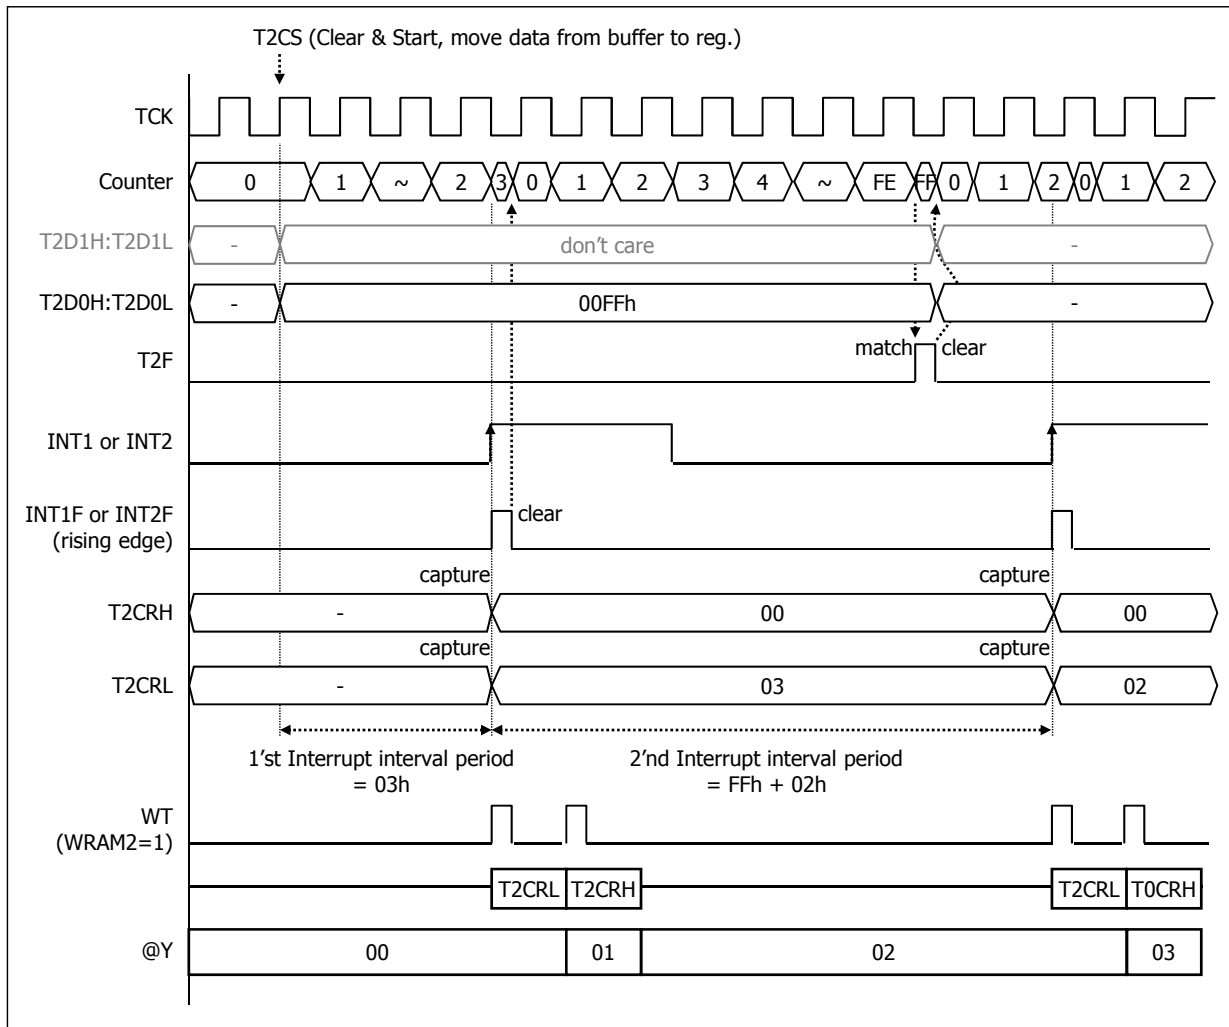 T2CS (Clear & Start, move data from buffer to reg.)
TCK
Counter 0 1 ~ 2 3 0 1 2 3 4 ~ FE FF 0 1 2 0 1 2
T2D1H:T2D1L - don't care -
T2D0H:T2D0L - 00FFh -
T2F match clear
INT1 or INT2
INT1F or INT2F clear
(rising edge)
capture capture
T2CRH - 00 00
capture capture
T2CRL - 03 02
1'st Interrupt interval period 2'nd Interrupt interval period
= 03h = FFh + 02h
WT
(WRAM2=1)
T2CRL T2CRH T2CRL T0CRH
@Y 00 01 02 03